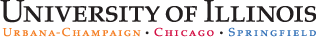 UNIVERSITY OF ILLINOIS
URBANA-CHAMPAIGN • CHICAGO • SPRINGFIELD